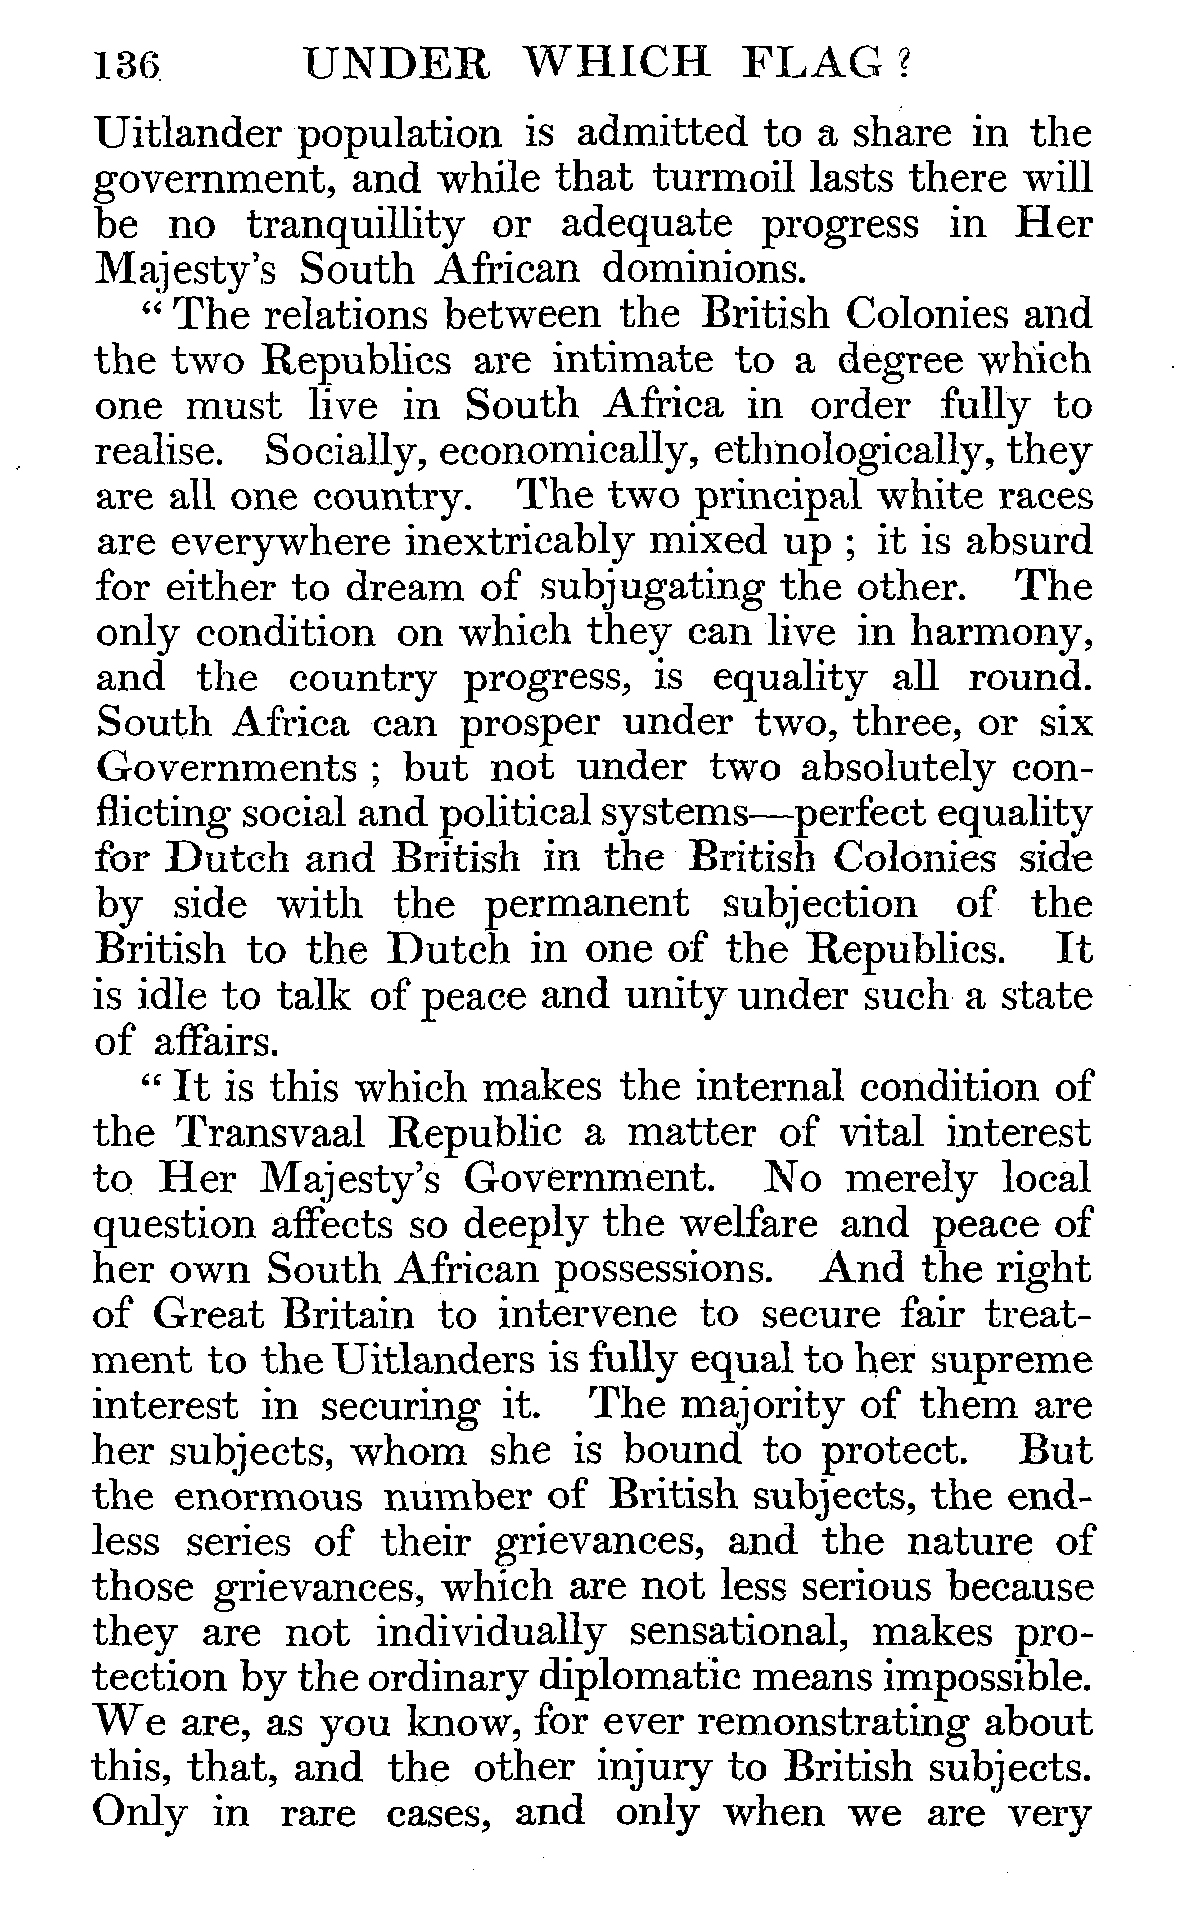 136 UNDER WHICH FLAG ?
Uitlander population is admitted to a share in the
government, and while that turmoil lasts there will
be no tranquillity or adequate progress in Her
Majesty's South African dominions.
“ The relations between the British Colonies and
the two Republics are intimate to a degree which
one must live in South Africa in order fully to
realise. Socially, economically, ethnologically, they
are all one country. The two principal white races
are everywhere inextricably mixed up ; it is absurd
for either to dream of subjugating the other. The
only condition on which they can live in harmony,
and the country progress, is equality all round.
South Africa can prosper under two, three, or six
Governments ; but not under two absolutely con-
flicting social and political systems—perfect equality
for Dutch and British in the British Colonies side
by side with the permanent subjection of the
British to the Dutch in one of the Republics. It
is idle to talk of peace and unity under such a state
of affairs.
“ It is this which makes the internal condition of
the Transvaal Republic a matter of vital interest
to Her Majesty's Government. No merely local
question affects so deeply the welfare and peace of
her own South African possessions. And the right
of Great Britain to intervene to secure fair treat-
ment to the Uitlanders is fully equal to her supreme
interest in securing it. The majority of them are
her subjects, whom she is bound to protect. But
the enormous number of British subjects, the end-
less series of their grievances, and the nature of
those grievances, which are not less serious because
they are not individually sensational, makes pro-
tection by the ordinary diplomatic means impossible.
We are, as you know, for ever remonstrating about
this, that, and the other injury to British subjects.
Only in rare cases, and only when we are very